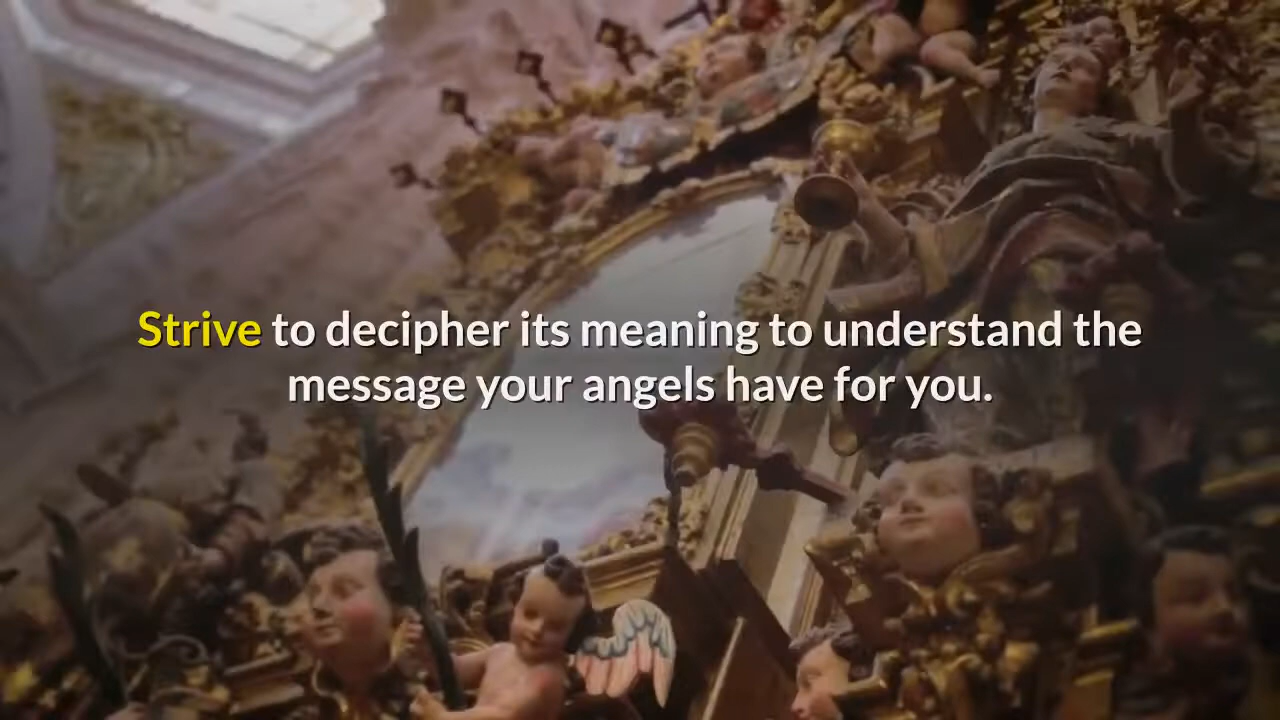 Strive to decipher its meaning to understand the
message your angels have for you.